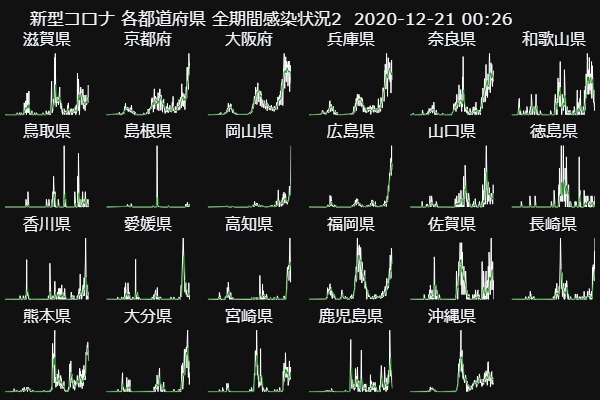 新型コロナ 各都道府県 全期間感染状況2 2020-12-21 00:26
滋賀県 京都府 大阪府 兵庫県 奈良県 和歌山県
鳥取県 島根県 岡山県 広島県 山口県 徳島県
香川県 愛媛県 高知県 福岡県 佐賀県 長崎県
熊本県 大分県 宮崎県 鹿児島県 沖縄県